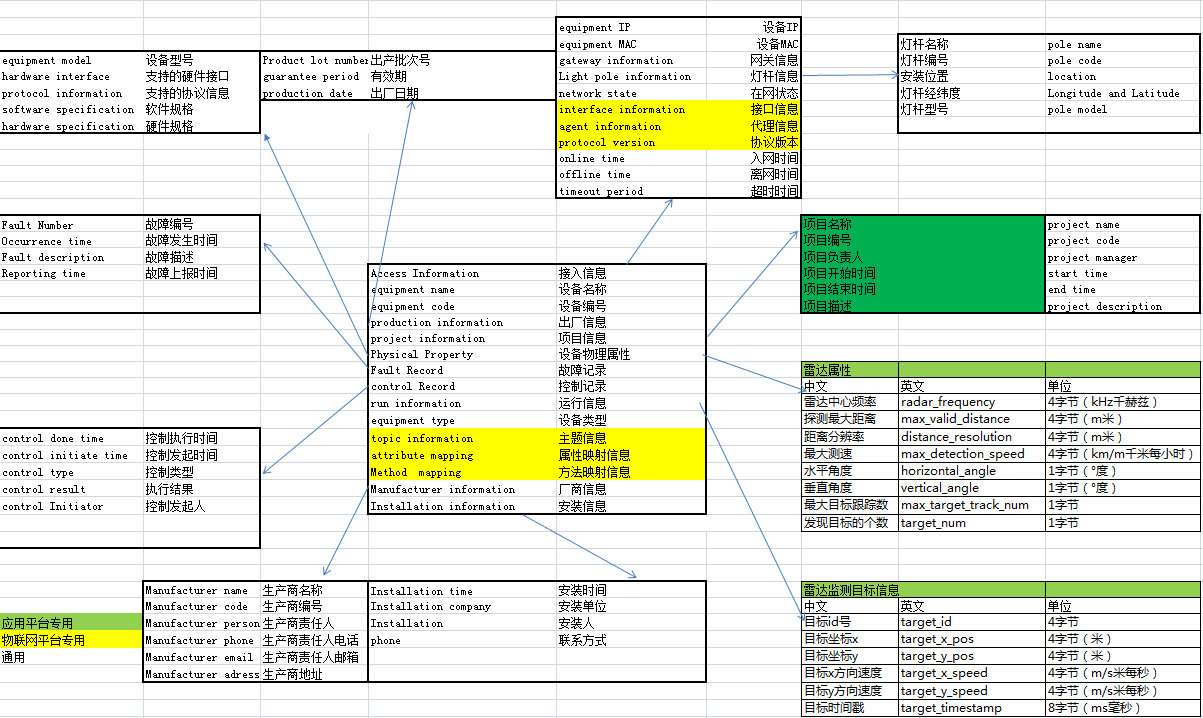 equipment model 设备型号
hardware interface 支持的硬件接口
protocol information 支持的协议信息
software specification 软件规格
hardware specification 硬件规格
Product lot number 出产批次号
guarantee period 有效期
production date 出厂日期
equipment IP 设备IP
equipment MAC 设备MAC
gateway information 网关信息
Light pole information 灯杆信息
network state 在网状态
interface information 接口信息
agent information 代理信息
protocol version 协议版本
online time 入网时间
offline time 离网时间
timeout period 超时时间
灯杆名称 pole name
灯杆编号 pole code
安装位置 location
灯杆经纬度 Longitude and Latitude
灯杆型号 pole model
Fault Number 故障编号
Occurrence time 故障发生时间
Fault description 故障描述
Reporting time 故障上报时间
Access Information 接入信息
equipment name 设备名称
equipment code 设备编号
production information 出厂信息
project information 项目信息
Physical Property 设备物理属性
Fault Record 故障记录
control Record 控制记录
run information 运行信息
equipment type 设备类型
topic information 主题信息
attribute mapping 属性映射信息
Method mapping 方法映射信息
Manufacturer information 厂商信息
Installation information 安装信息
项目名称 project name
项目编号 project code
项目负责人 project manager
项目开始时间 start time
项目结束时间 end time
项目描述 project description
雷达属性
中文 英文 单位
雷达中心频率 radar_frequency 4字节（kHz千赫兹）
探测最大距离 max_valid_distance 4字节（m米）
距离分辨率 distance_resolution 4字节（m米）
最大测速 max_detection_speed 4字节（km/m千米每小时）
水平角度 horizontal_angle 1字节（°度）
垂直角度 vertical_angle 1字节（°度）
最大目标跟踪数 max_target_track_num 1字节
发现目标的个数 target_num 1字节
control done time 控制执行时间
control initiate time 控制发起时间
control type 控制类型
control result 执行结果
control Initiator 控制发起人
Manufacturer name 生产商名称
Manufacturer code 生产商编号
Manufacturer person 生产商责任人
Manufacturer phone 生产商责任人电话
Manufacturer email 生产商责任人邮箱
Manufacturer adress 生产商地址
Installation time 安装时间
Installation company 安装单位
Installation 安装人
phone 联系方式
应用平台专用
物联网平台专用
通用
雷达监测目标信息
中文 英文 单位
目标id号 target_id 4字节
目标坐标x target_x_pos 4字节（米）
目标坐标y target_y_pos 4字节（米）
目标x方向速度 target_x_speed 4字节（m/s米每秒）
目标y方向速度 target_y_speed 4字节（m/s米每秒）
目标时间戳 target_timestamp 8字节（ms毫秒）